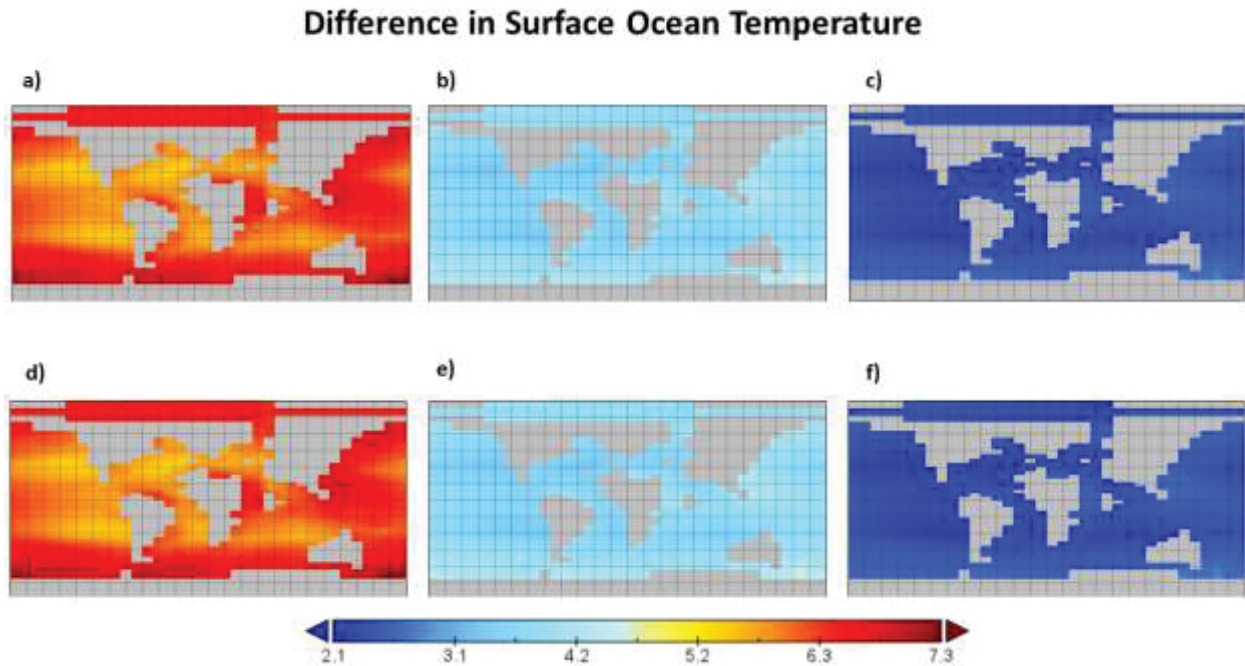 Difference in Surface Ocean Temperature
a) b) c)
d) e) f)
2.1 3.1 4.2 5.2 6.3 7.3